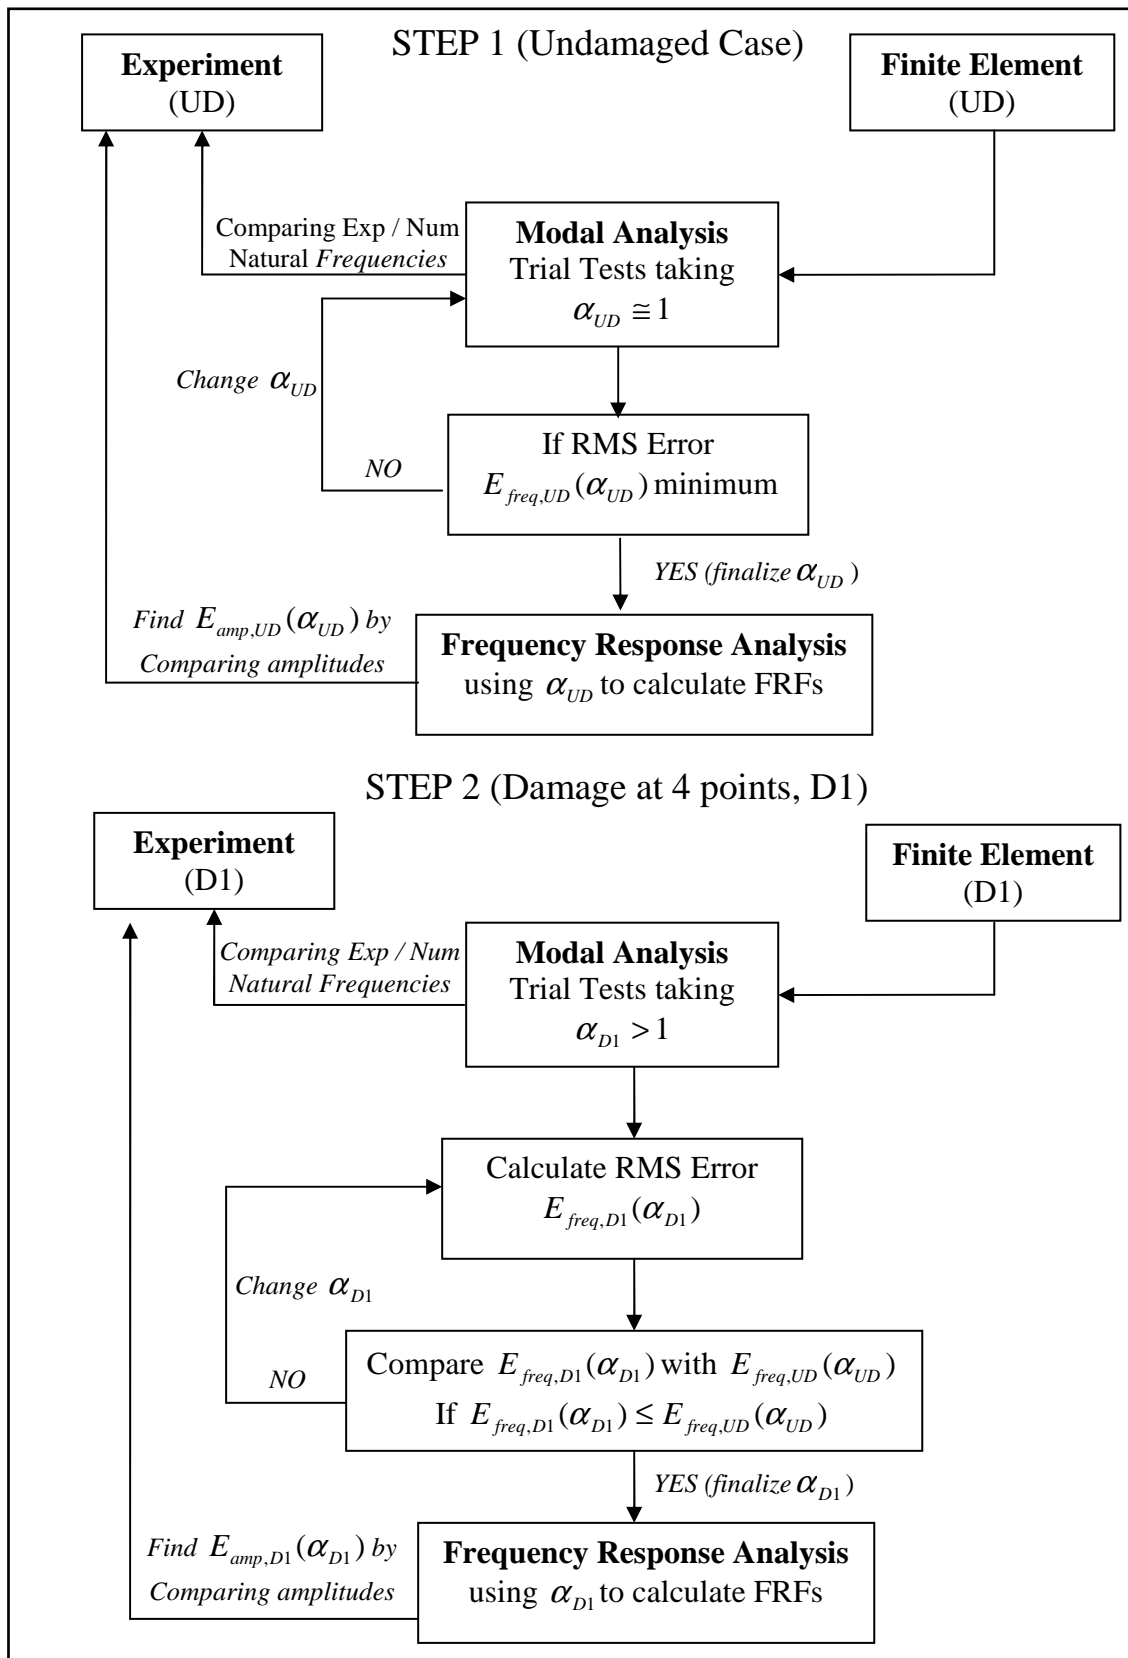 STEP 1 (Undamaged Case)
Experiment
(UD)
Finite Element
(UD)
Comparing Exp / Num
Natural Frequencies
Modal Analysis
Trial Tests taking
α_UD ≅ 1
Change α_UD
NO
If RMS Error
E_freq,UD(α_UD) minimum
YES (finalize α_UD)
Find E_amp,UD(α_UD) by
Comparing amplitudes
Frequency Response Analysis
using α_UD to calculate FRFs
STEP 2 (Damage at 4 points, D1)
Experiment
(D1)
Finite Element
(D1)
Comparing Exp / Num
Natural Frequencies
Modal Analysis
Trial Tests taking
α_D1 > 1
Calculate RMS Error
E_freq,D1(α_D1)
Change α_D1
NO
Compare E_freq,D1(α_D1) with E_freq,UD(α_UD)
If E_freq,D1(α_D1) ≤ E_freq,UD(α_UD)
YES (finalize α_D1)
Find E_amp,D1(α_D1) by
Comparing amplitudes
Frequency Response Analysis
using α_D1 to calculate FRFs